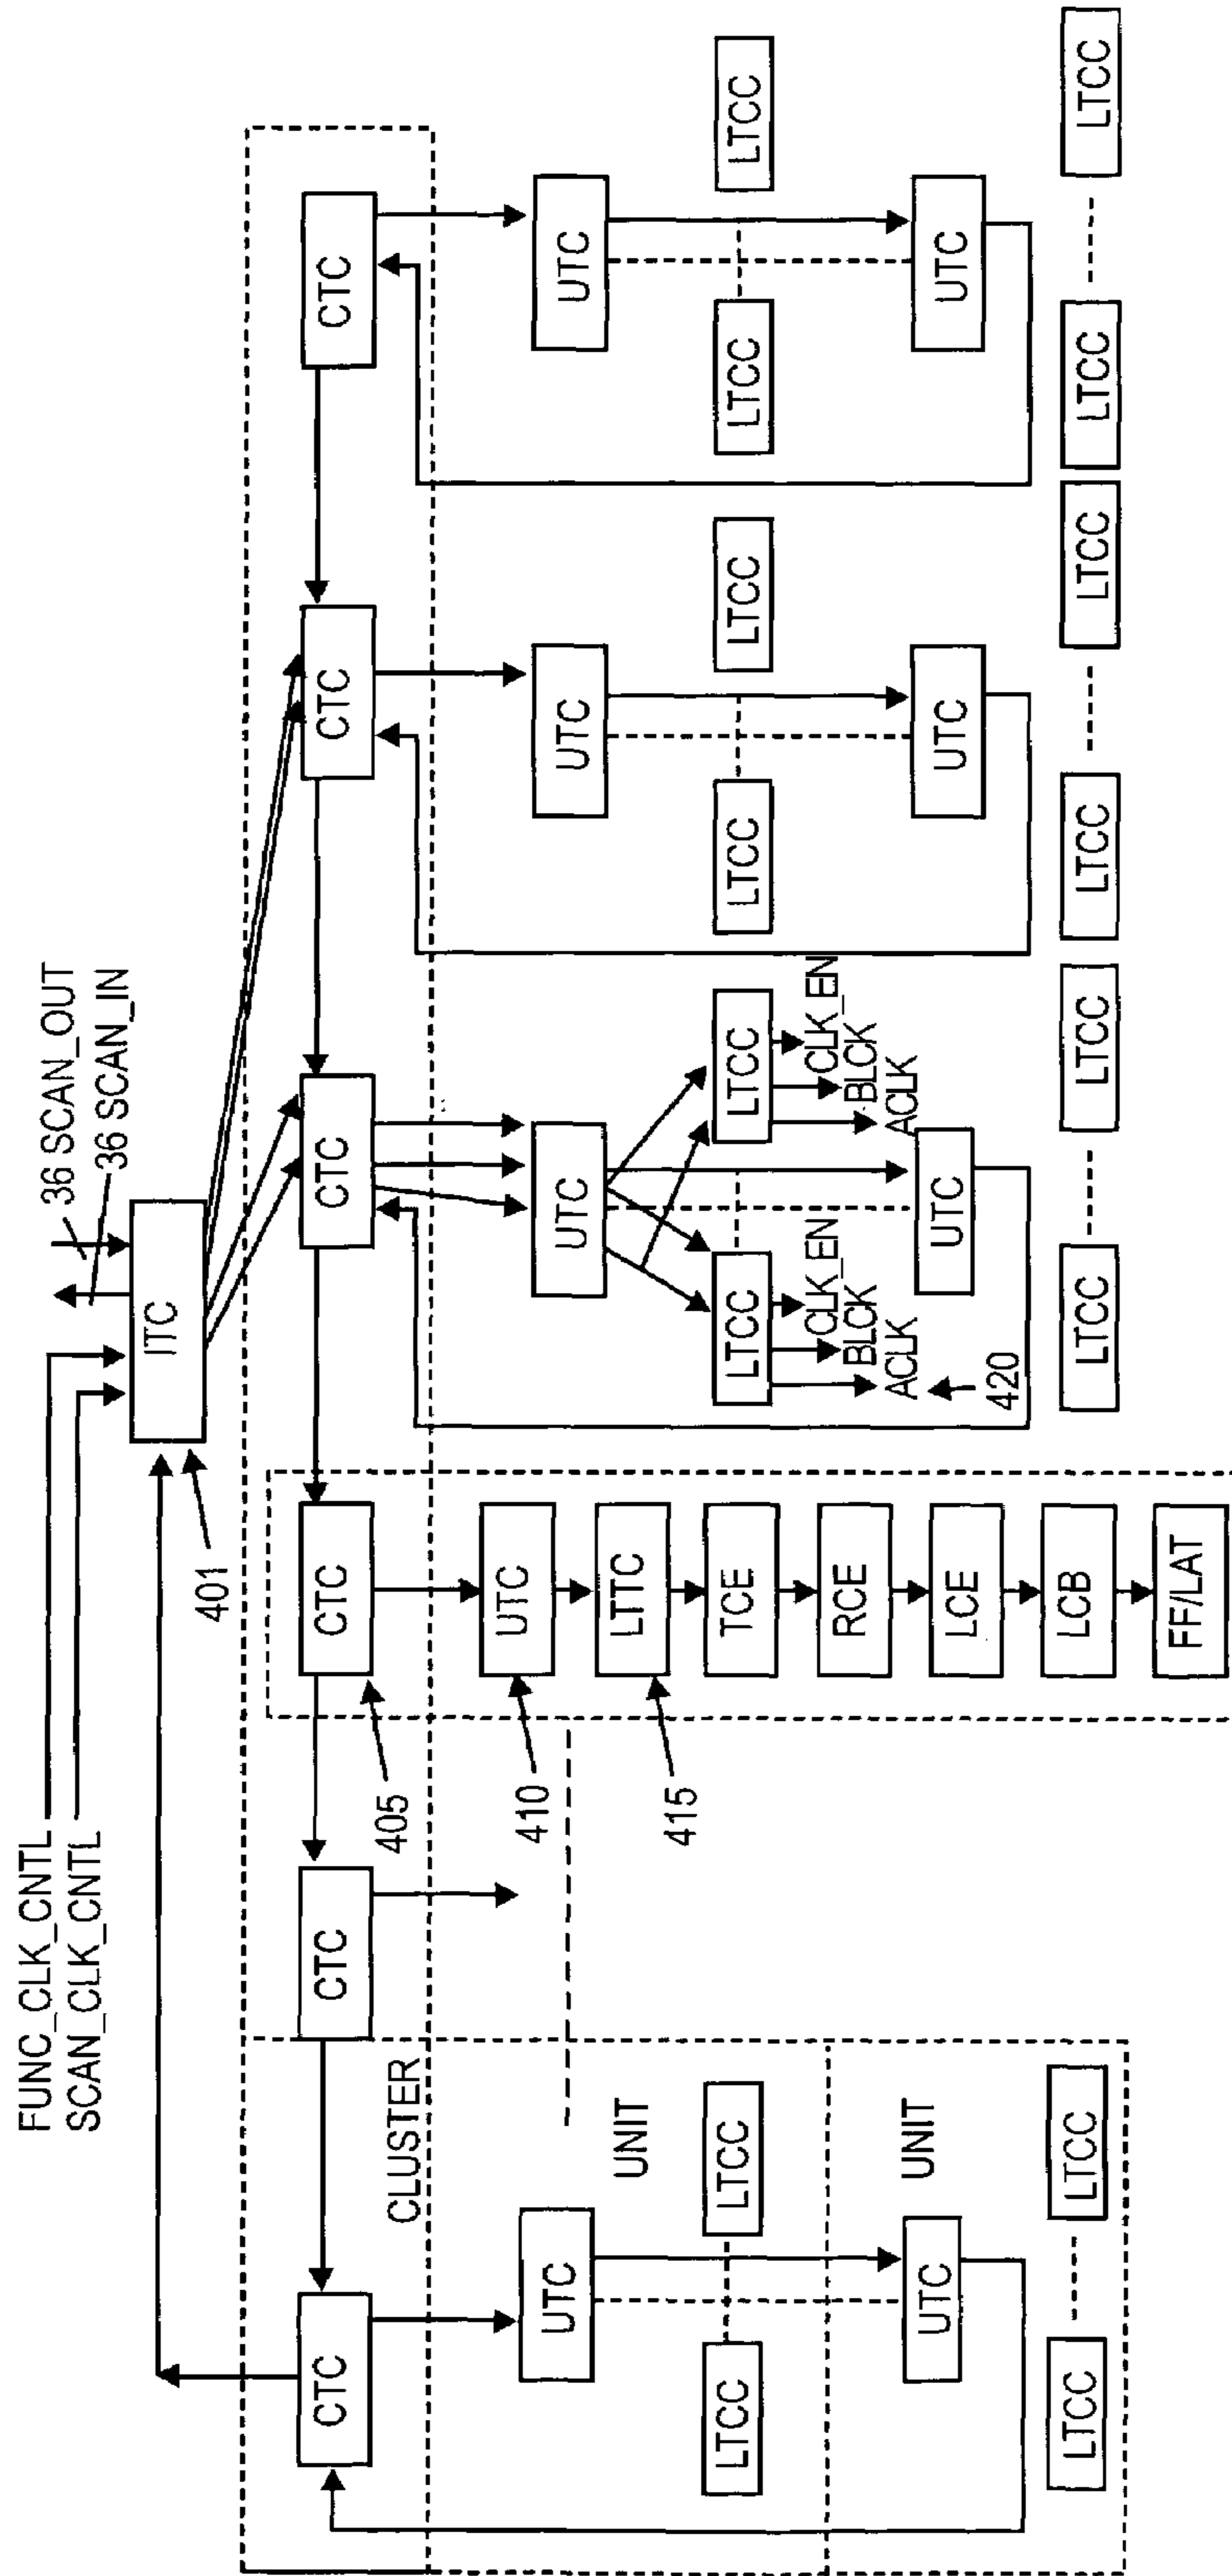 FUNC_CLK_CNTL
SCAN_CLK_CNTL
36 SCAN_OUT
36 SCAN_IN
ITC
401
CTC
CTC
CTC
CTC
CTC
CTC
CLUSTER
405
UTC
UTC
UTC
UTC
UTC
410
LTTC
415
UNIT
LTCC
LTCC
TCE
LTCC
LTCC
LTCC
LTCC
LTCC
LTCC
CLK_EN
BLCK
ACLK
CLK_EN
BLCK
ACLK
RCE
UNIT
UTC
LCE
420
UTC
UTC
UTC
LCB
LTCC
LTCC
LTCC
LTCC
LTCC
LTCC
LTCC
LTCC
FF/LAT